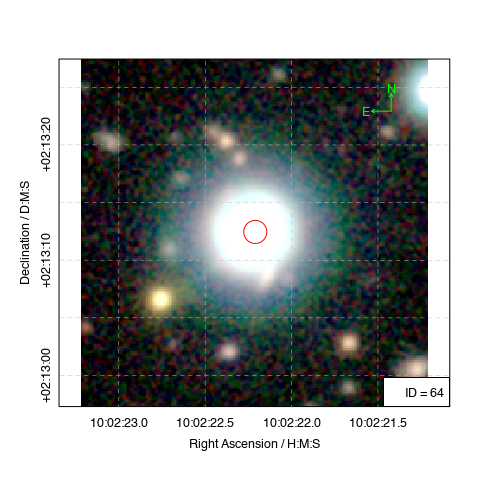 N
E
+02:13:20
+02:13:10
+02:13:00
Declination / D:M:S
ID = 64
10:02:23.0 10:02:22.5 10:02:22.0 10:02:21.5
Right Ascension / H:M:S